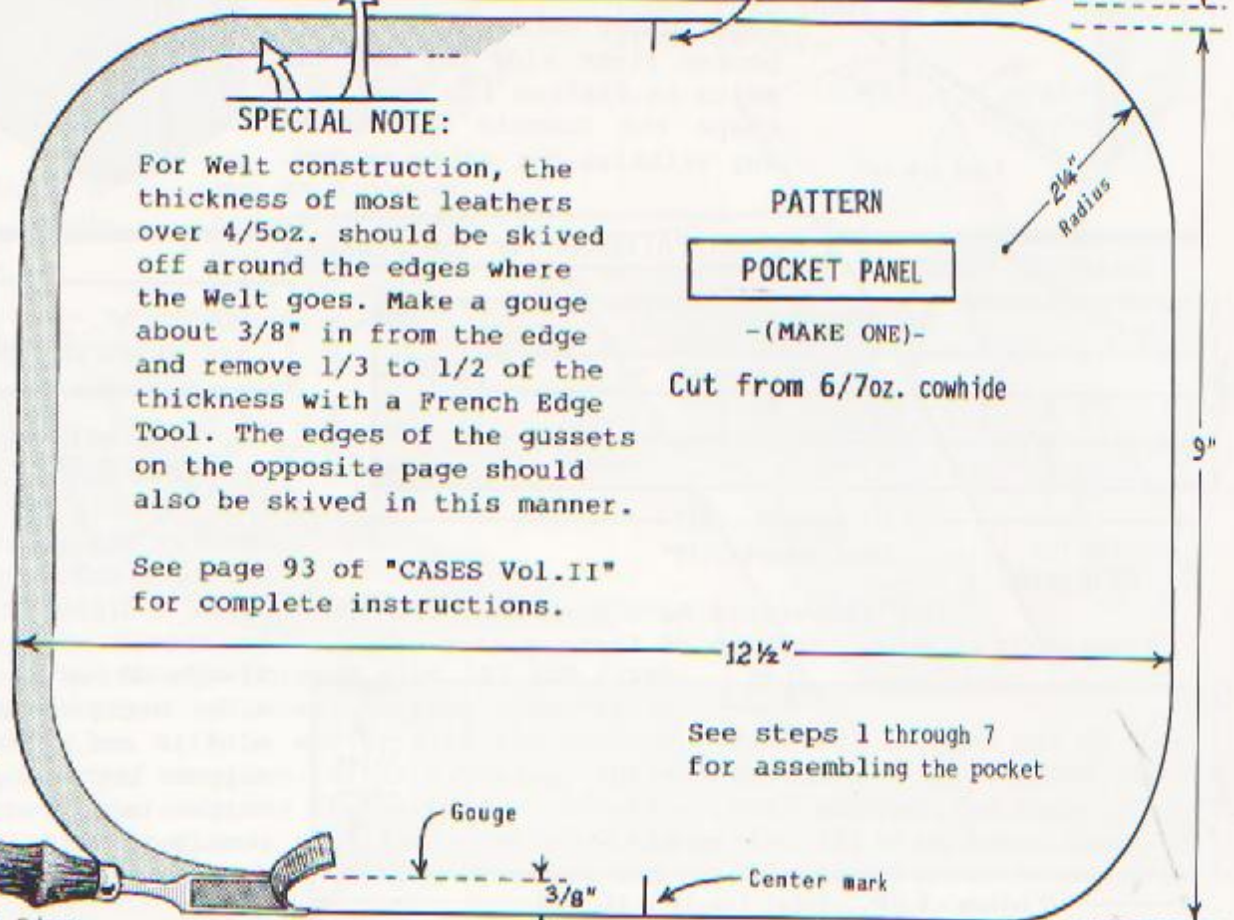 SPECIAL NOTE:
For Welt construction, the
thickness of most leathers
over 4/5oz. should be skived
off around the edges where
the Welt goes. Make a gouge
about 3/8" in from the edge
and remove 1/3 to 1/2 of the
thickness with a French Edge
Tool. The edges of the gussets
on the opposite page should
also be skived in this manner.
See page 93 of "CASES Vol.II"
for complete instructions.
2¼"
Radius
PATTERN
POCKET PANEL
-(MAKE ONE)-
Cut from 6/7oz. cowhide
9"
12½"
See steps 1 through 7
for assembling the pocket
Gouge
3/8"
Center mark